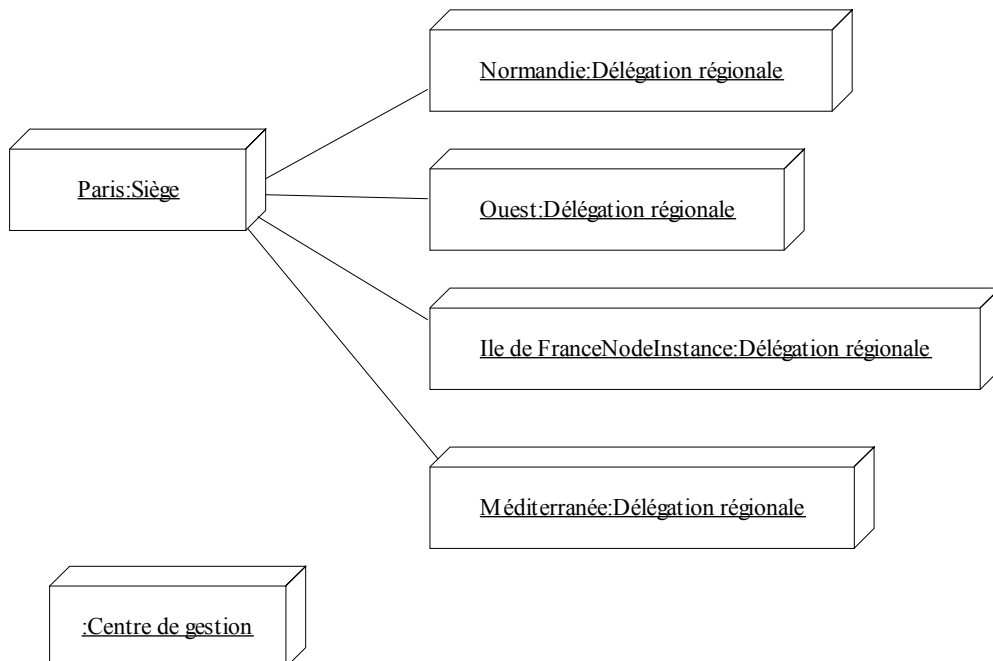 Normandie:Délégation régionale
Paris:Siège
Ouest:Délégation régionale
Ile de FranceNodeInstance:Délégation régionale
Méditerranée:Délégation régionale
:Centre de gestion